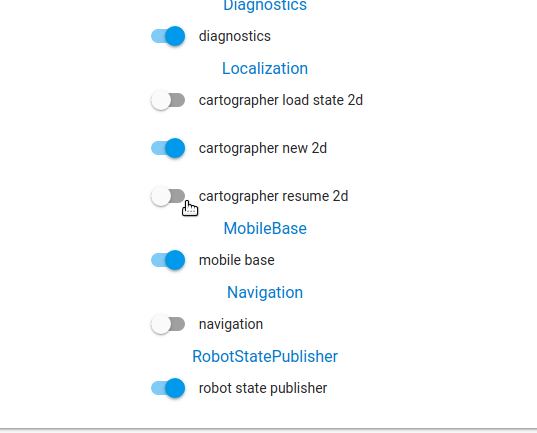 Diagnostics
diagnostics
Localization
cartographer load state 2d
cartographer new 2d
cartographer resume 2d
MobileBase
mobile base
Navigation
navigation
RobotStatePublisher
robot state publisher